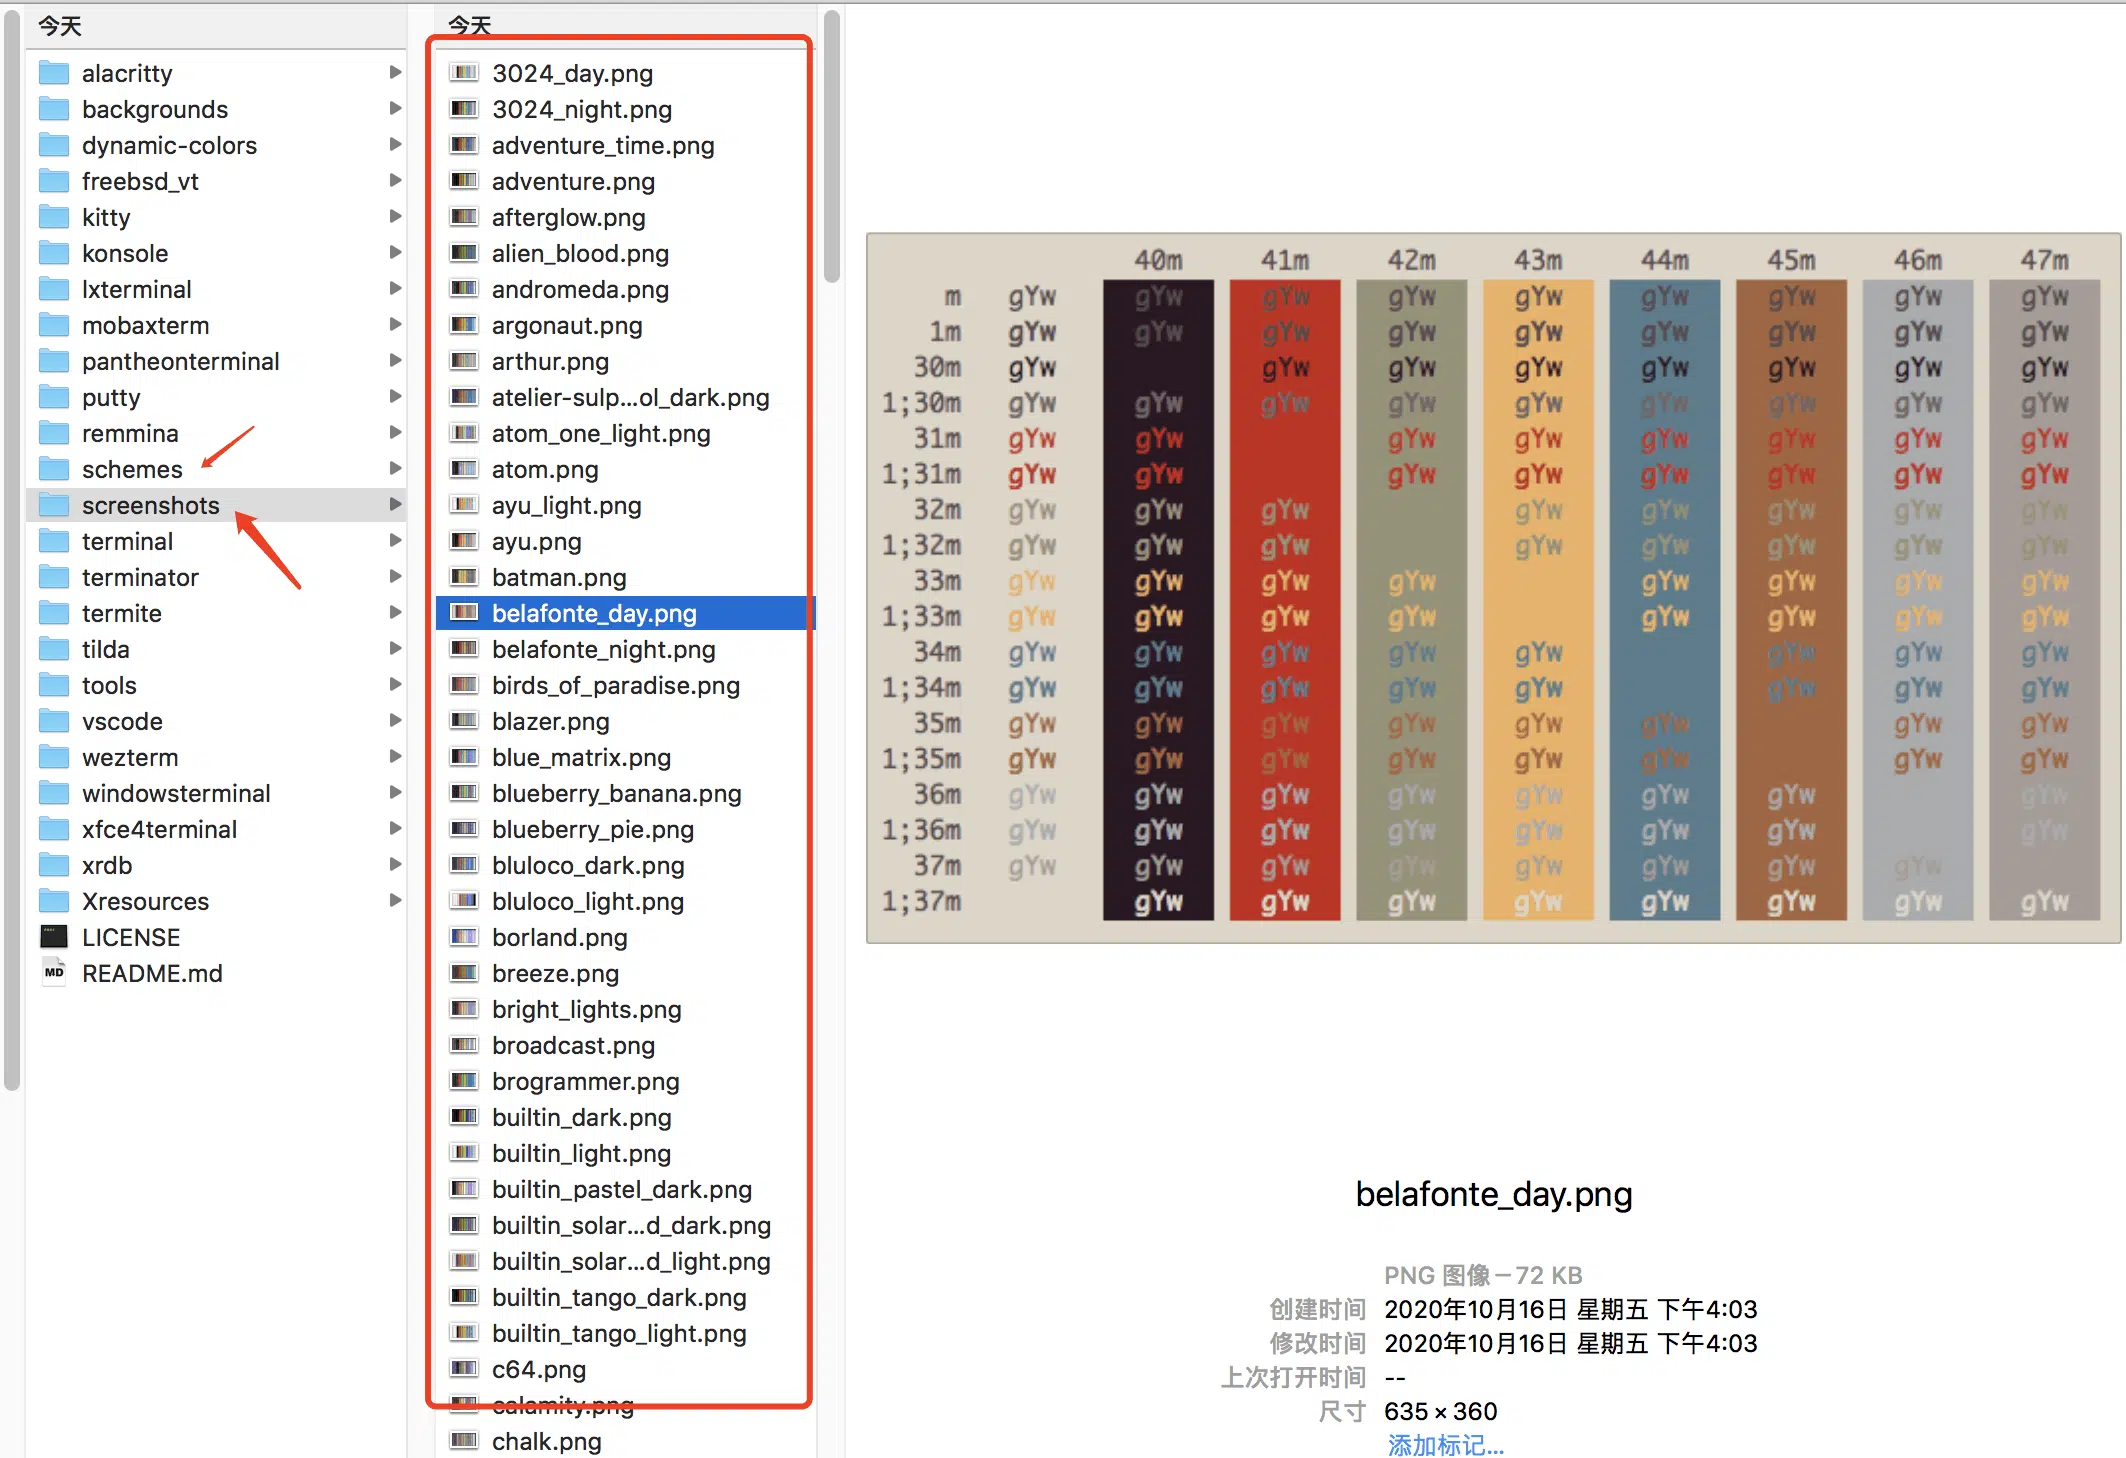 今天
alacritty
backgrounds
dynamic-colors
freebsd_vt
kitty
konsole
lxterminal
mobaxterm
pantheonterminal
putty
remmina
schemes
screenshots
terminal
terminator
termite
tilda
tools
vscode
wezterm
windowsterminal
xfce4terminal
xrdb
Xresources
LICENSE
MD README.md
今天
3024_day.png
3024_night.png
adventure_time.png
adventure.png
afterglow.png
alien_blood.png
andromeda.png
argonaut.png
arthur.png
atelier-sulp...ol_dark.png
atom_one_light.png
atom.png
ayu_light.png
ayu.png
batman.png
belafonte_day.png
belafonte_night.png
birds_of_paradise.png
blazer.png
blue_matrix.png
blueberry_banana.png
blueberry_pie.png
bluloco_dark.png
bluloco_light.png
borland.png
breeze.png
bright_lights.png
broadcast.png
brogrammer.png
builtin_dark.png
builtin_light.png
builtin_pastel_dark.png
builtin_solar...d_dark.png
builtin_solar...d_light.png
builtin_tango_dark.png
builtin_tango_light.png
c64.png
calamity.png
chalk.png
40m 41m 42m 43m 44m 45m 46m 47m
m gYw gYw gYw gYw gYw gYw gYw gYw gYw
1m gYw gYw gYw gYw gYw gYw gYw gYw gYw
30m gYw gYw gYw gYw gYw gYw gYw gYw
1;30m gYw gYw gYw gYw gYw gYw gYw gYw gYw
31m gYw gYw gYw gYw gYw gYw gYw gYw
1;31m gYw gYw gYw gYw gYw gYw gYw gYw
32m gYw gYw gYw gYw gYw gYw gYw gYw
1;32m gYw gYw gYw gYw gYw gYw gYw gYw
33m gYw gYw gYw gYw gYw gYw gYw gYw
1;33m gYw gYw gYw gYw gYw gYw gYw gYw
34m gYw gYw gYw gYw gYw gYw gYw gYw
1;34m gYw gYw gYw gYw gYw gYw gYw gYw
35m gYw gYw gYw gYw gYw gYw gYw gYw
1;35m gYw gYw gYw gYw gYw gYw gYw gYw
36m gYw gYw gYw gYw gYw gYw gYw gYw
1;36m gYw gYw gYw gYw gYw gYw gYw gYw
37m gYw gYw gYw gYw gYw gYw gYw gYw
1;37m gYw gYw gYw gYw gYw gYw gYw gYw
belafonte_day.png
PNG 图像 – 72 KB
创建时间 2020年10月16日 星期五 下午4:03
修改时间 2020年10月16日 星期五 下午4:03
上次打开时间 --
尺寸 635 × 360
添加标记...